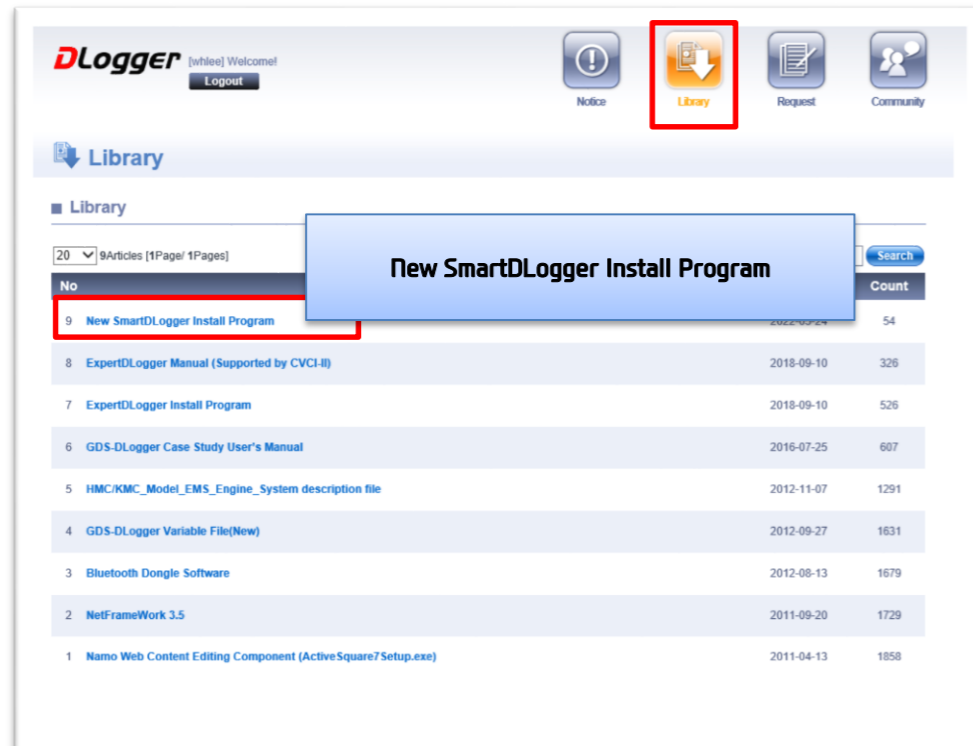 DLogger [whlee] Welcome!
Logout
Notice Library Request Community
Library
Library
20 9Articles [1Page/ 1Pages] Search
New SmartDLogger Install Program
No Count
9 New SmartDLogger Install Program 2022-03-24 54
8 ExpertDLogger Manual (Supported by CVCI-II) 2018-09-10 326
7 ExpertDLogger Install Program 2018-09-10 526
6 GDS-DLogger Case Study User's Manual 2016-07-25 607
5 HMC/KMC_Model_EMS_Engine_System description file 2012-11-07 1291
4 GDS-DLogger Variable File(New) 2012-09-27 1631
3 Bluetooth Dongle Software 2012-08-13 1679
2 NetFrameWork 3.5 2011-09-20 1729
1 Namo Web Content Editing Component (ActiveSquare7Setup.exe) 2011-04-13 1858